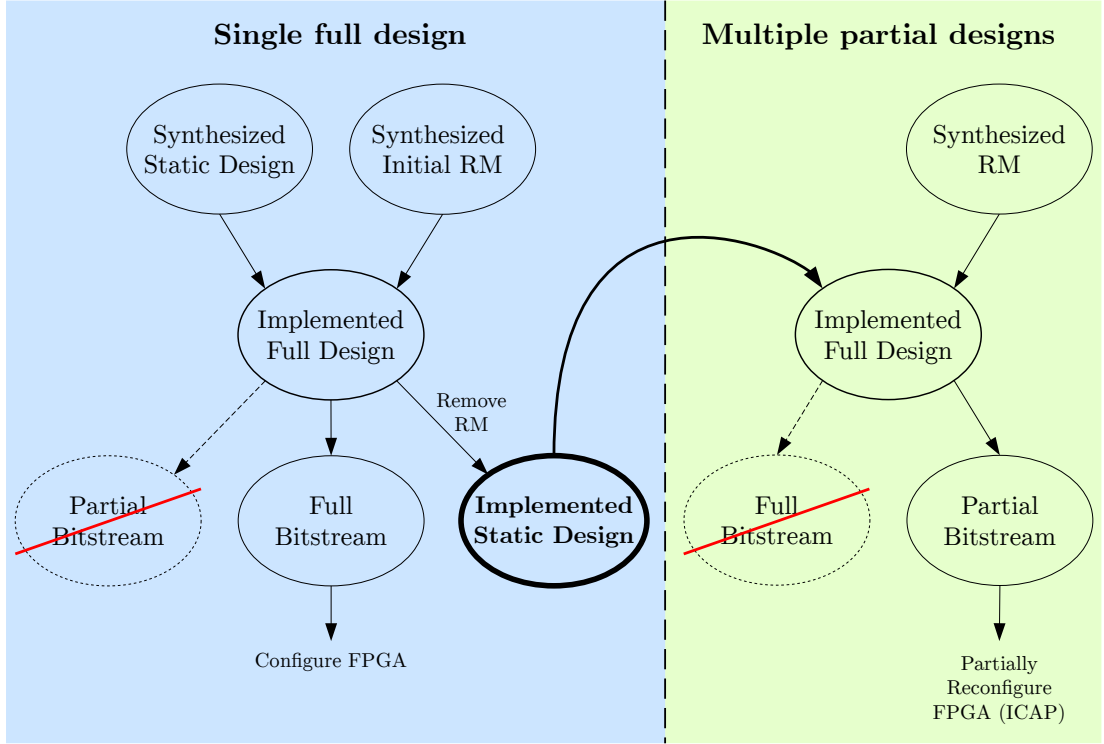 Single full design
Multiple partial designs
Synthesized
Static Design
Synthesized
Initial RM
Synthesized
RM
Implemented
Full Design
Implemented
Full Design
Remove
RM
Partial
Bitstream
Full
Bitstream
Implemented
Static Design
Full
Bitstream
Partial
Bitstream
Configure FPGA
Partially
Reconfigure
FPGA (ICAP)